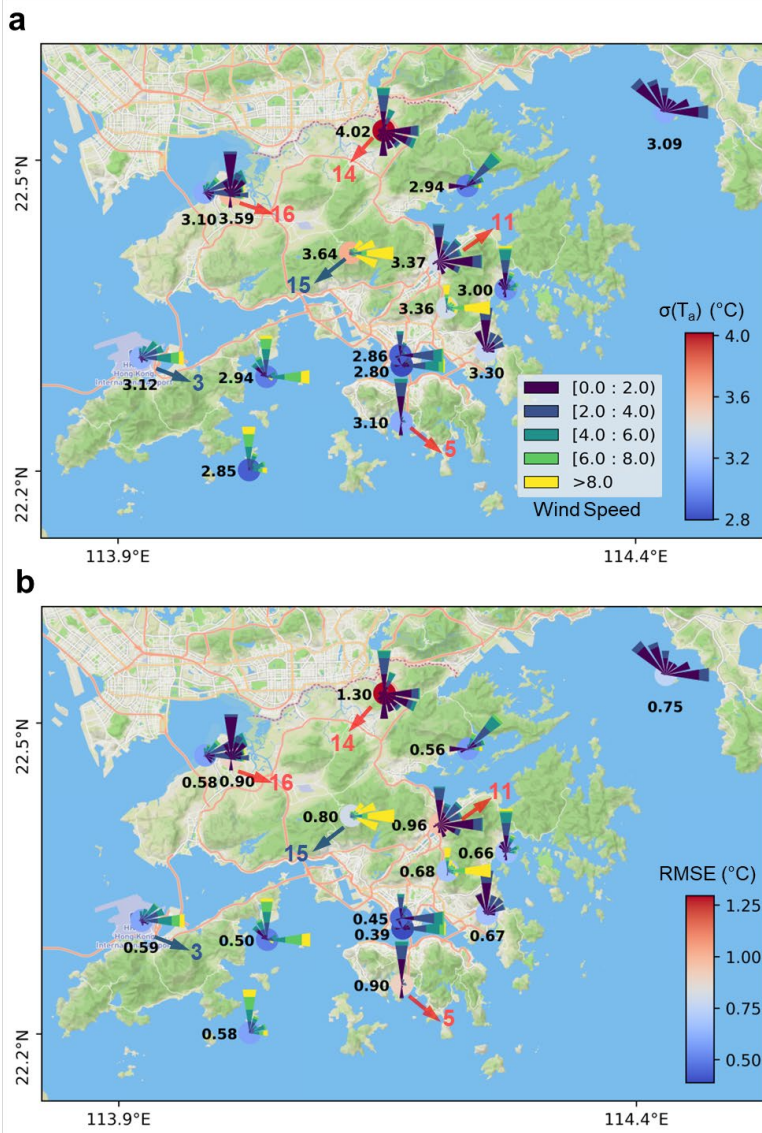 a
4.02
14
3.09
22.5°N
2.94
3.10
3.59
16
11
3.64
3.37
15
3.00
3.36
σ(Tₐ) (°C)
4.0
2.86
2.80
3.30
3.12
3
2.94
[0.0 : 2.0)
3.6
[2.0 : 4.0)
3.10
5
[4.0 : 6.0)
3.2
[6.0 : 8.0)
2.85
>8.0
22.2°N
Wind Speed
2.8
113.9°E
114.4°E
b
1.30
14
0.75
22.5°N
0.56
0.58
0.90
16
11
0.80
0.96
15
0.66
0.68
RMSE (°C)
1.25
0.45
0.39
0.67
Hong Kong
0.59
3
0.50
1.00
0.90
5
0.75
0.58
0.50
22.2°N
113.9°E
114.4°E